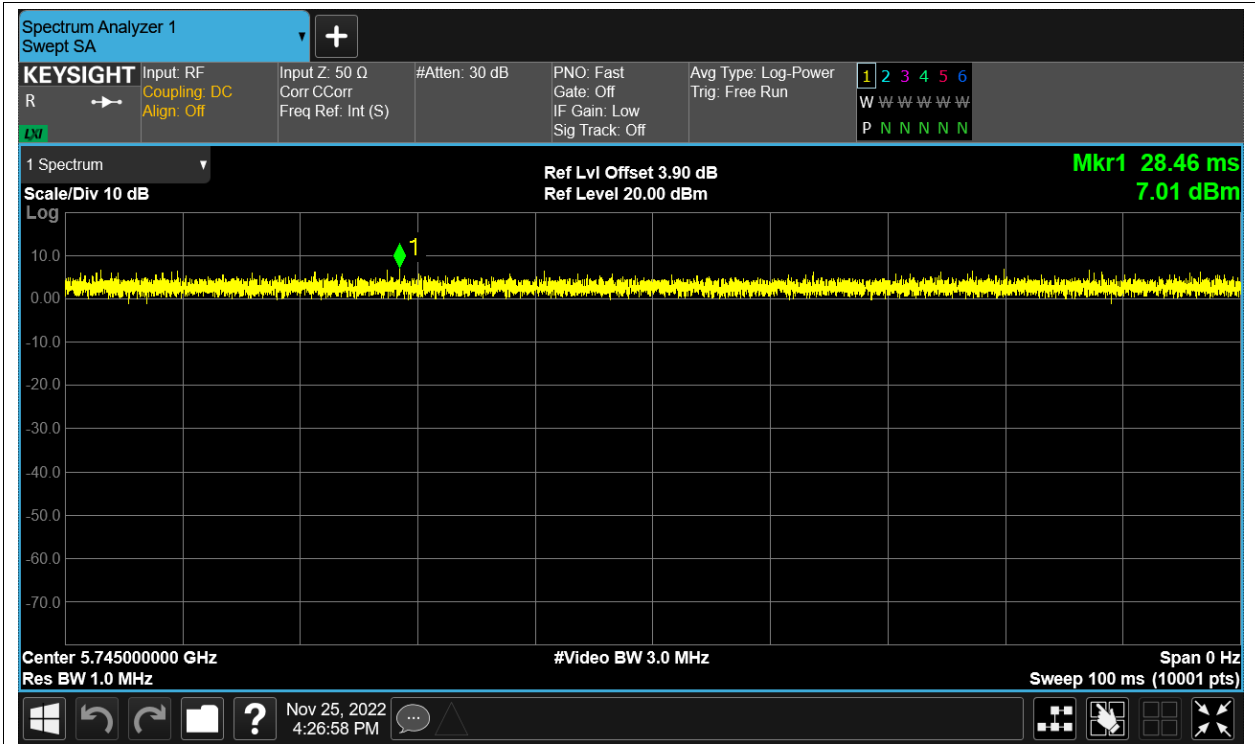 Spectrum Analyzer 1
Swept SA
KEYSIGHT
R
LXI
Input: RF
Coupling: DC
Align: Off
Input Z: 50 Ω
Corr CCorr
Freq Ref: Int (S)
#Atten: 30 dB
PNO: Fast
Gate: Off
IF Gain: Low
Sig Track: Off
Avg Type: Log-Power
Trig: Free Run
1 2 3 4 5 6
W W W W W W
P N N N N N
1 Spectrum
Scale/Div 10 dB
Log
Ref Lvl Offset 3.90 dB
Ref Level 20.00 dBm
Mkr1 28.46 ms
7.01 dBm
1
10.0
0.00
-10.0
-20.0
-30.0
-40.0
-50.0
-60.0
-70.0
Center 5.745000000 GHz
Res BW 1.0 MHz
#Video BW 3.0 MHz
Span 0 Hz
Sweep 100 ms (10001 pts)
?
Nov 25, 2022
4:26:58 PM